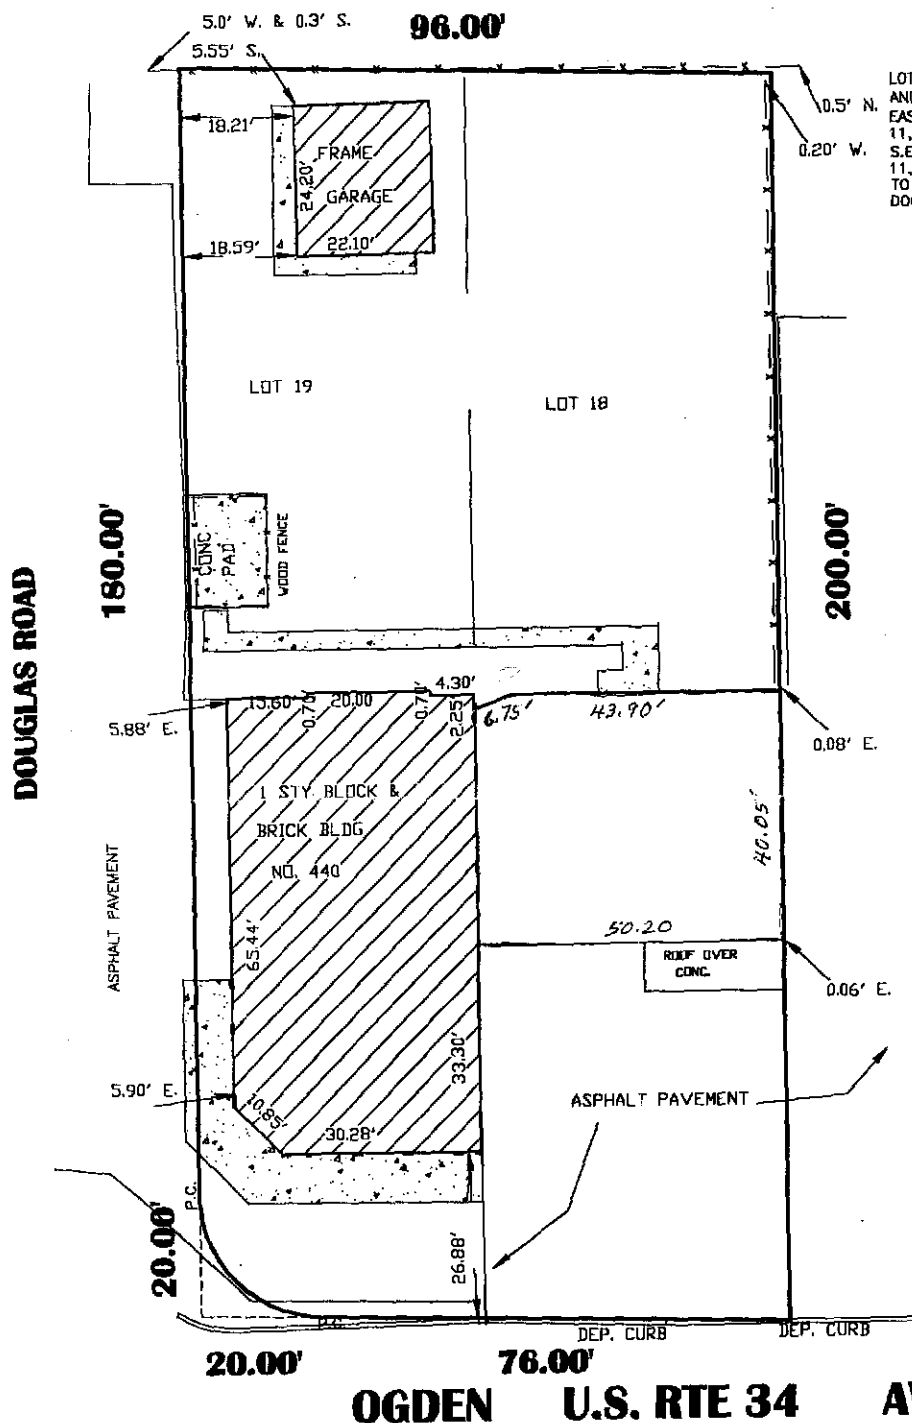 5.0' W. & 0.3' S.
96.00'
5.55' S.
LOT
0.5' N.
EAS
11,
0.20' W.
S.E
11,
TO
18.21'
FRAME
24.20'
GARAGE
18.59'
22.10'
LOT 19
LOT 18
180.00'
200.00'
CONC
PAD
WOOD FENCE
DOUGLAS ROAD
4.30'
15.60'
0.70'
20.00
2.25'
6.75'
43.90'
5.88' E.
0.08' E.
1 STY. BLOCK &
BRICK BLDG
NO. 440
40.05'
ASPHALT PAVEMENT
65.44'
50.20
ROOF OVER
CONC.
0.06' E.
33.30'
5.90' E.
10.85'
30.28'
ASPHALT PAVEMENT
P.C.
20.00'
26.88'
DEP. CURB
DEP. CURB
20.00'
76.00'
OGDEN U.S. RTE 34